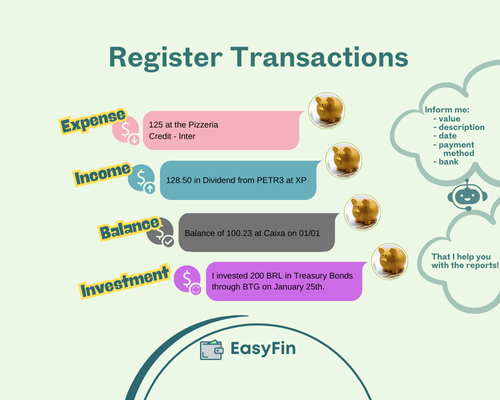 Register Transactions
Expense
125 at the Pizzeria
Credit - Inter
Income
128.50 in Dividend from PETR3 at XP
Balance
Balance of 100.23 at Caixa on 01/01
Investment
I invested 200 BRL in Treasury Bonds
through BTG on January 25th.
Inform me:
- value
- description
- date
- payment
method
- bank
That I help you
with the reports!
EasyFin